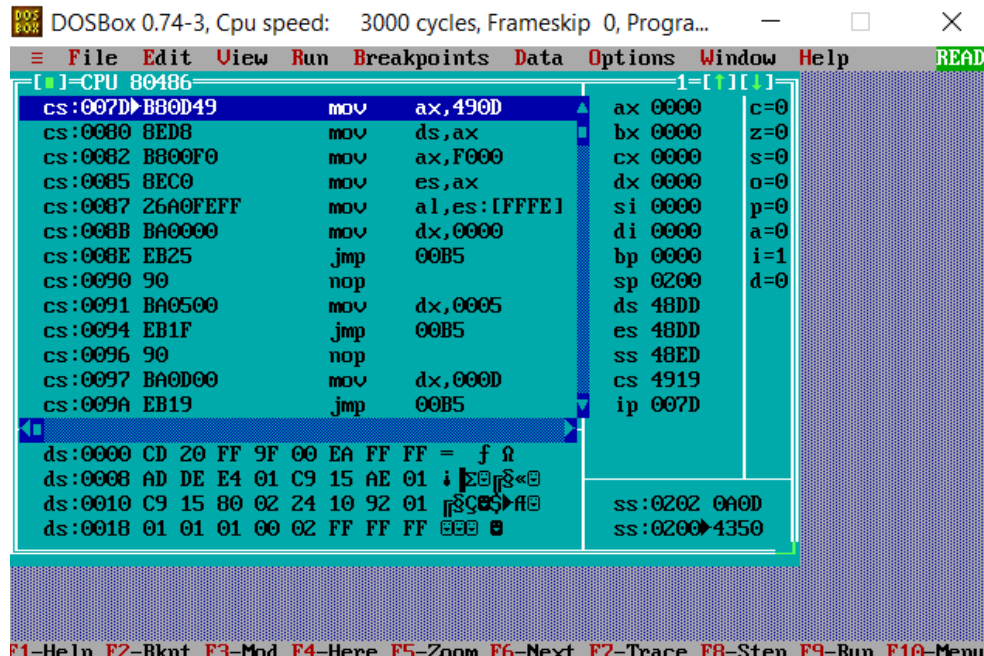 DOSBox 0.74-3, Cpu speed: 3000 cycles, Frameskip 0, Progra...
≡ File Edit View Run Breakpoints Data Options Window Help READ
=[■]=CPU 80486 1=[↑][↓]=
cs:007D►B80D49 mov ax,490D ax 0000 c=0
cs:0080 8ED8 mov ds,ax bx 0000 z=0
cs:0082 B800F0 mov ax,F000 cx 0000 s=0
cs:0085 8EC0 mov es,ax dx 0000 o=0
cs:0087 26A0FEFF mov al,es:[FFFE] si 0000 p=0
cs:008B BA0000 mov dx,0000 di 0000 a=0
cs:008E EB25 jmp 00B5 bp 0000 i=1
cs:0090 90 nop sp 0200 d=0
cs:0091 BA0500 mov dx,0005 ds 48DD
cs:0094 EB1F jmp 00B5 es 48DD
cs:0096 90 nop ss 48ED
cs:0097 BA0D00 mov dx,000D cs 4919
cs:009A EB19 jmp 00B5 ip 007D
ds:0000 CD 20 FF 9F 00 EA FF FF = ƒ Ω
ds:0008 AD DE E4 01 C9 15 AE 01 ¡▐Σ☺╔§«☺
ds:0010 C9 15 80 02 24 10 92 01 ╔§Ç☻$►Æ☺ ss:0202 0A0D
ds:0018 01 01 01 00 02 FF FF FF ☺☺☺ ☻ ss:0200►4350
F1-Help F2-Bkpt F3-Mod F4-Here F5-Zoom F6-Next F7-Trace F8-Step F9-Run F10-Menu